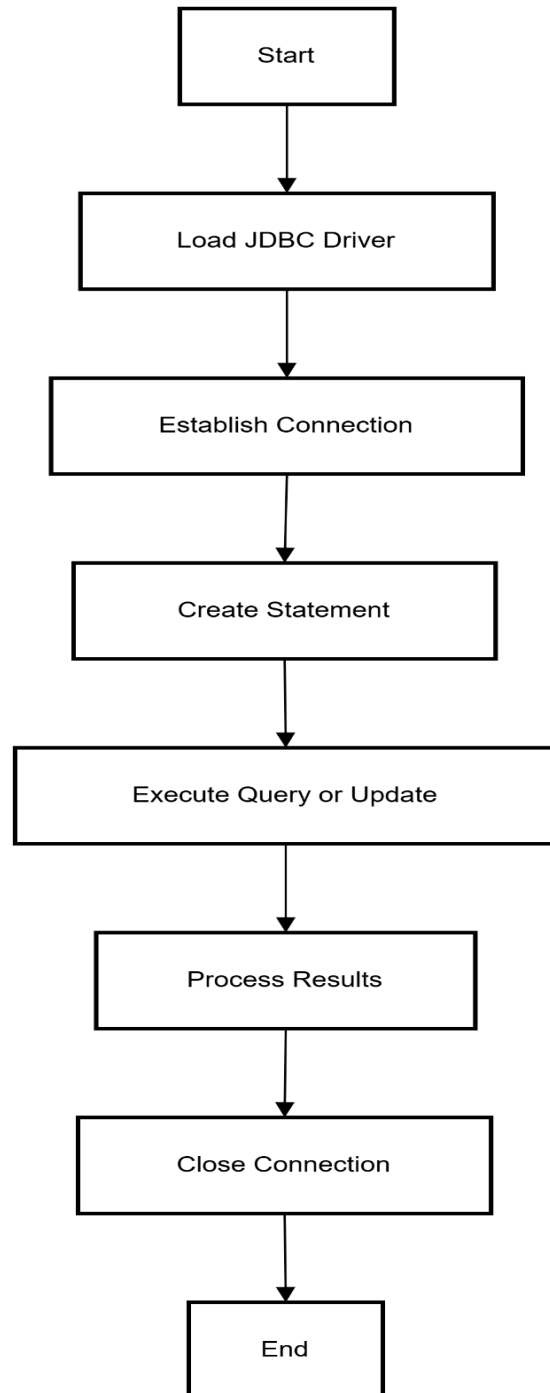 Start
Load JDBC Driver
Establish Connection
Create Statement
Execute Query or Update
Process Results
Close Connection
End